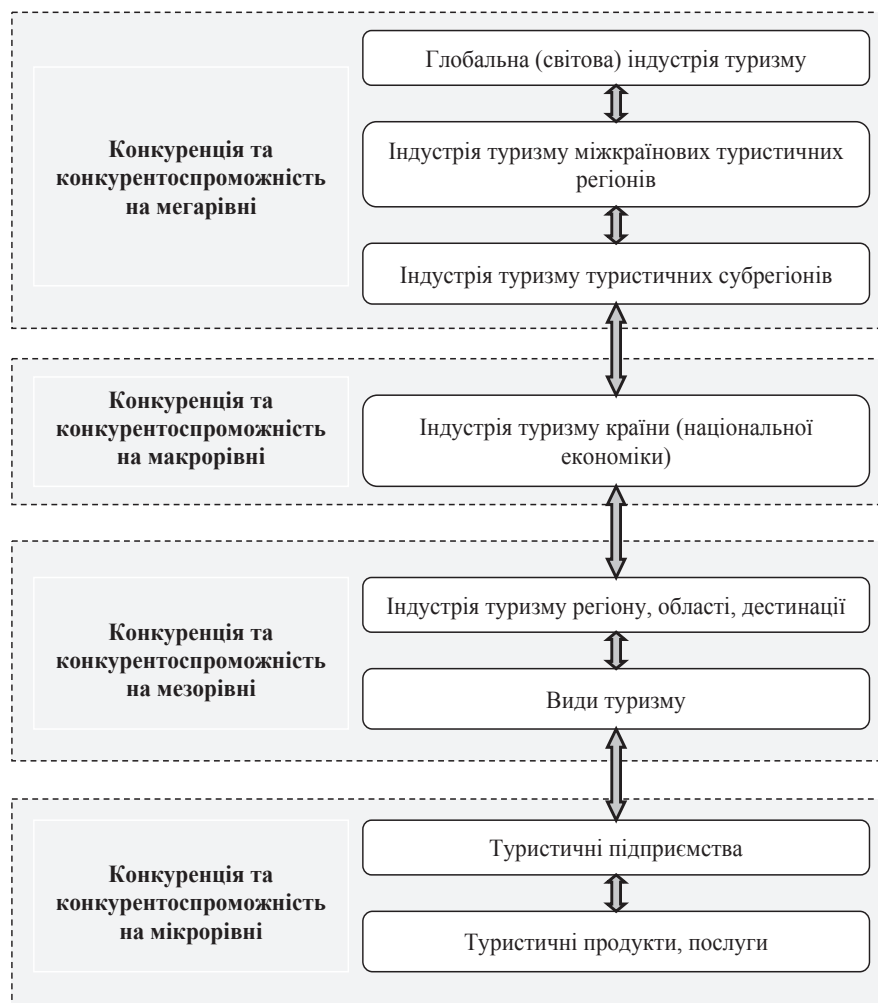 Глобальна (світова) індустрія туризму
Конкуренція та
конкурентоспроможність
на мегарівні
Індустрія туризму міжкраїнових туристичних
регіонів
Індустрія туризму туристичних субрегіонів
Конкуренція та
конкурентоспроможність
на макрорівні
Індустрія туризму країни (національної
економіки)
Конкуренція та
конкурентоспроможність
на мезорівні
Індустрія туризму регіону, області, дестинації
Види туризму
Конкуренція та
конкурентоспроможність
на мікрорівні
Туристичні підприємства
Туристичні продукти, послуги